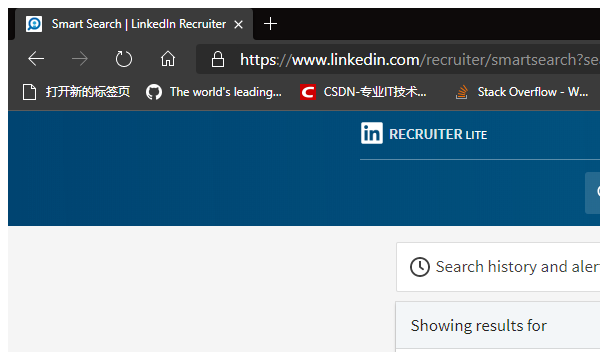 Smart Search | LinkedIn Recruiter
https://www.linkedin.com/recruiter/smartsearch?se
打开新的标签页 The world's leading... CSDN-专业IT技术... Stack Overflow - W...
in RECRUITER LITE
Search history and aler
Showing results for